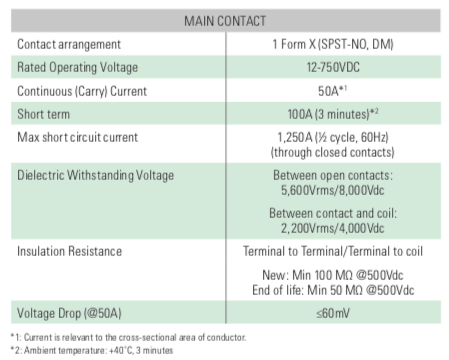 MAIN CONTACT
Contact arrangement 1 Form X (SPST-NO, DM)
Rated Operating Voltage 12-750VDC
Continuous (Carry) Current 50A*1
Short term 100A (3 minutes)*2
Max short circuit current 1,250A (½ cycle, 60Hz)
(through closed contacts)
Dielectric Withstanding Voltage Between open contacts:
5,600Vrms/8,000Vdc
Between contact and coil:
2,200Vrms/4,000Vdc
Insulation Resistance Terminal to Terminal/Terminal to coil
New: Min 100 MΩ @500Vdc
End of life: Min 50 MΩ @500Vdc
Voltage Drop (@50A) ≤60mV
*1: Current is relevant to the cross-sectional area of conductor.
*2: Ambient temperature: +40˚C, 3 minutes